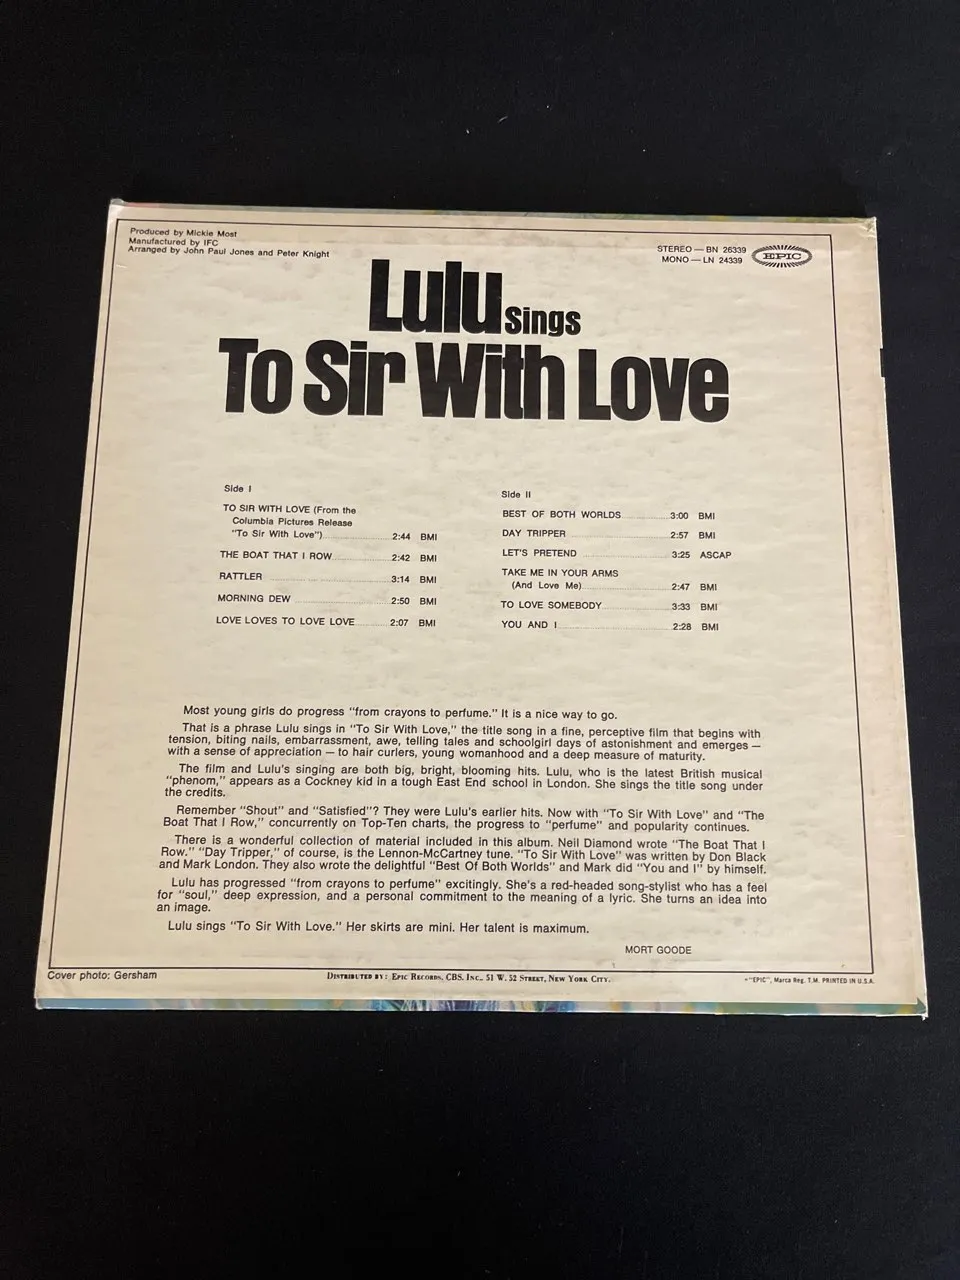 Produced by Mickie Most
Manufactured by IFC
Arranged by John Paul Jones and Peter Knight
STEREO — BN 26339
MONO — LN 24339
EPIC
Lulu Sings
To Sir With Love
Side I
TO SIR WITH LOVE (From the
Columbia Pictures Release
"To Sir With Love") 2:44 BMI
THE BOAT THAT I ROW 2:42 BMI
RATTLER 3:14 BMI
MORNING DEW 2:50 BMI
LOVE LOVES TO LOVE LOVE 2:07 BMI
Side II
BEST OF BOTH WORLDS 3:00 BMI
DAY TRIPPER 2:57 BMI
LET'S PRETEND 3:25 ASCAP
TAKE ME IN YOUR ARMS
(And Love Me) 2:47 BMI
TO LOVE SOMEBODY 3:33 BMI
YOU AND I 2:28 BMI
Most young girls do progress "from crayons to perfume." It is a nice way to go.
That is a phrase Lulu sings in "To Sir With Love," the title song in a fine, perceptive film that begins with
tension, biting nails, embarrassment, awe, telling tales and schoolgirl days of astonishment and emerges —
with a sense of appreciation — to hair curlers, young womanhood and a deep measure of maturity.
The film and Lulu's singing are both big, bright, blooming hits. Lulu, who is the latest British musical
"phenom," appears as a Cockney kid in a tough East End school in London. She sings the title song under
the credits.
Remember "Shout" and "Satisfied"? They were Lulu's earlier hits. Now with "To Sir With Love" and "The
Boat That I Row," concurrently on Top-Ten charts, the progress to "perfume" and popularity continues.
There is a wonderful collection of material included in this album. Neil Diamond wrote "The Boat That I
Row." "Day Tripper," of course, is the Lennon-McCartney tune. "To Sir With Love" was written by Don Black
and Mark London. They also wrote the delightful "Best Of Both Worlds" and Mark did "You and I" by himself.
Lulu has progressed "from crayons to perfume" excitingly. She's a red-headed song-stylist who has a feel
for "soul," deep expression, and a personal commitment to the meaning of a lyric. She turns an idea into
an image.
Lulu sings "To Sir With Love." Her skirts are mini. Her talent is maximum.
MORT GOODE
Cover photo: Gersham
DISTRIBUTED BY: EPIC RECORDS, CBS, INC., 51 W. 52 STREET, NEW YORK CITY.
"EPIC", Marca Reg. T.M. PRINTED IN U.S.A.